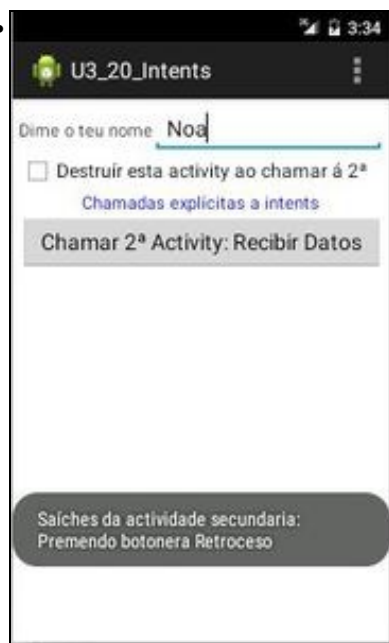 3:34
U3_20_Intents
Dime o teu nome Noa
Destruír esta activity ao chamar á 2ª
Chamadas explícitas a intents
Chamar 2ª Activity: Recibir Datos
Saíches da actividade secundaria:
Premendo botonera Retroceso